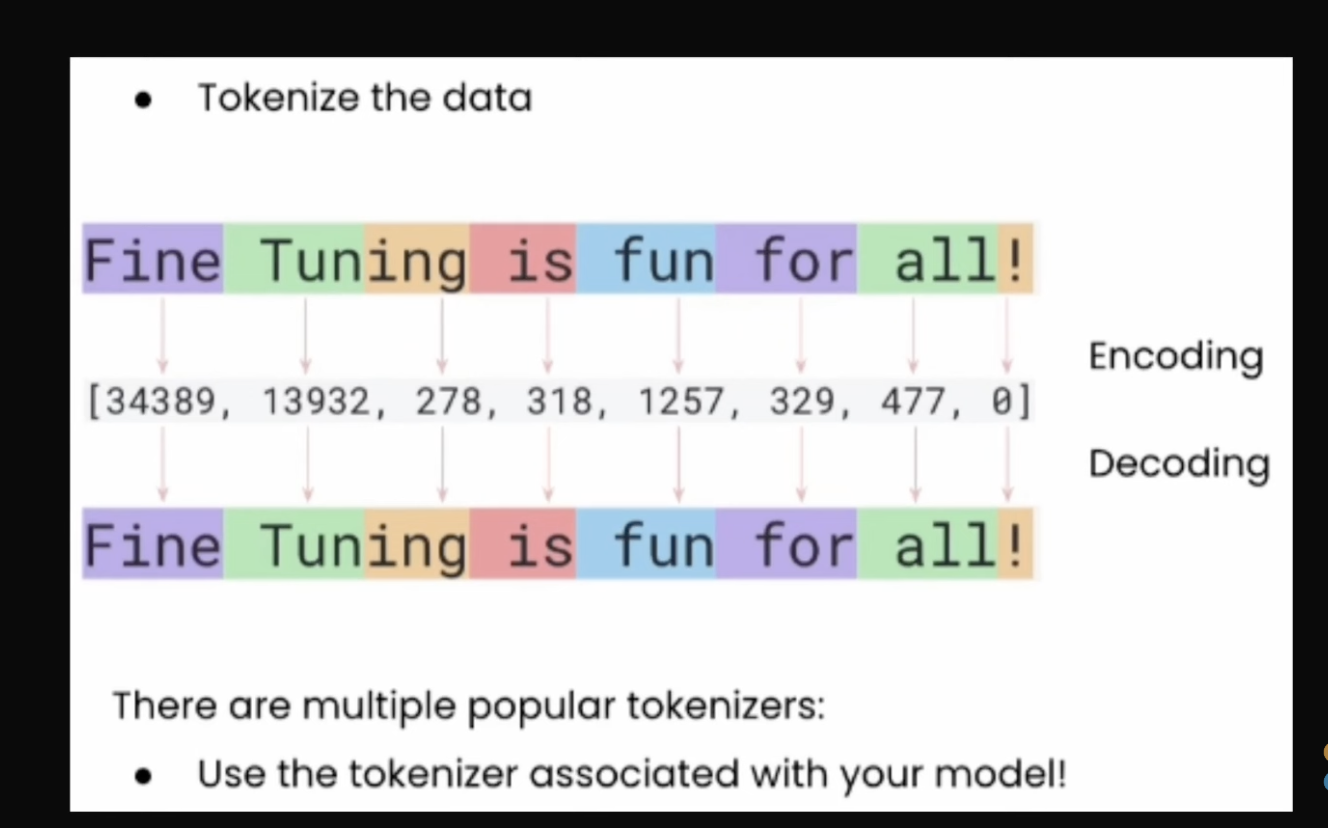 ● Tokenize the data
Fine Tuning is fun for all!
Encoding
[34389, 13932, 278, 318, 1257, 329, 477, 0]
Decoding
Fine Tuning is fun for all!
There are multiple popular tokenizers:
● Use the tokenizer associated with your model!